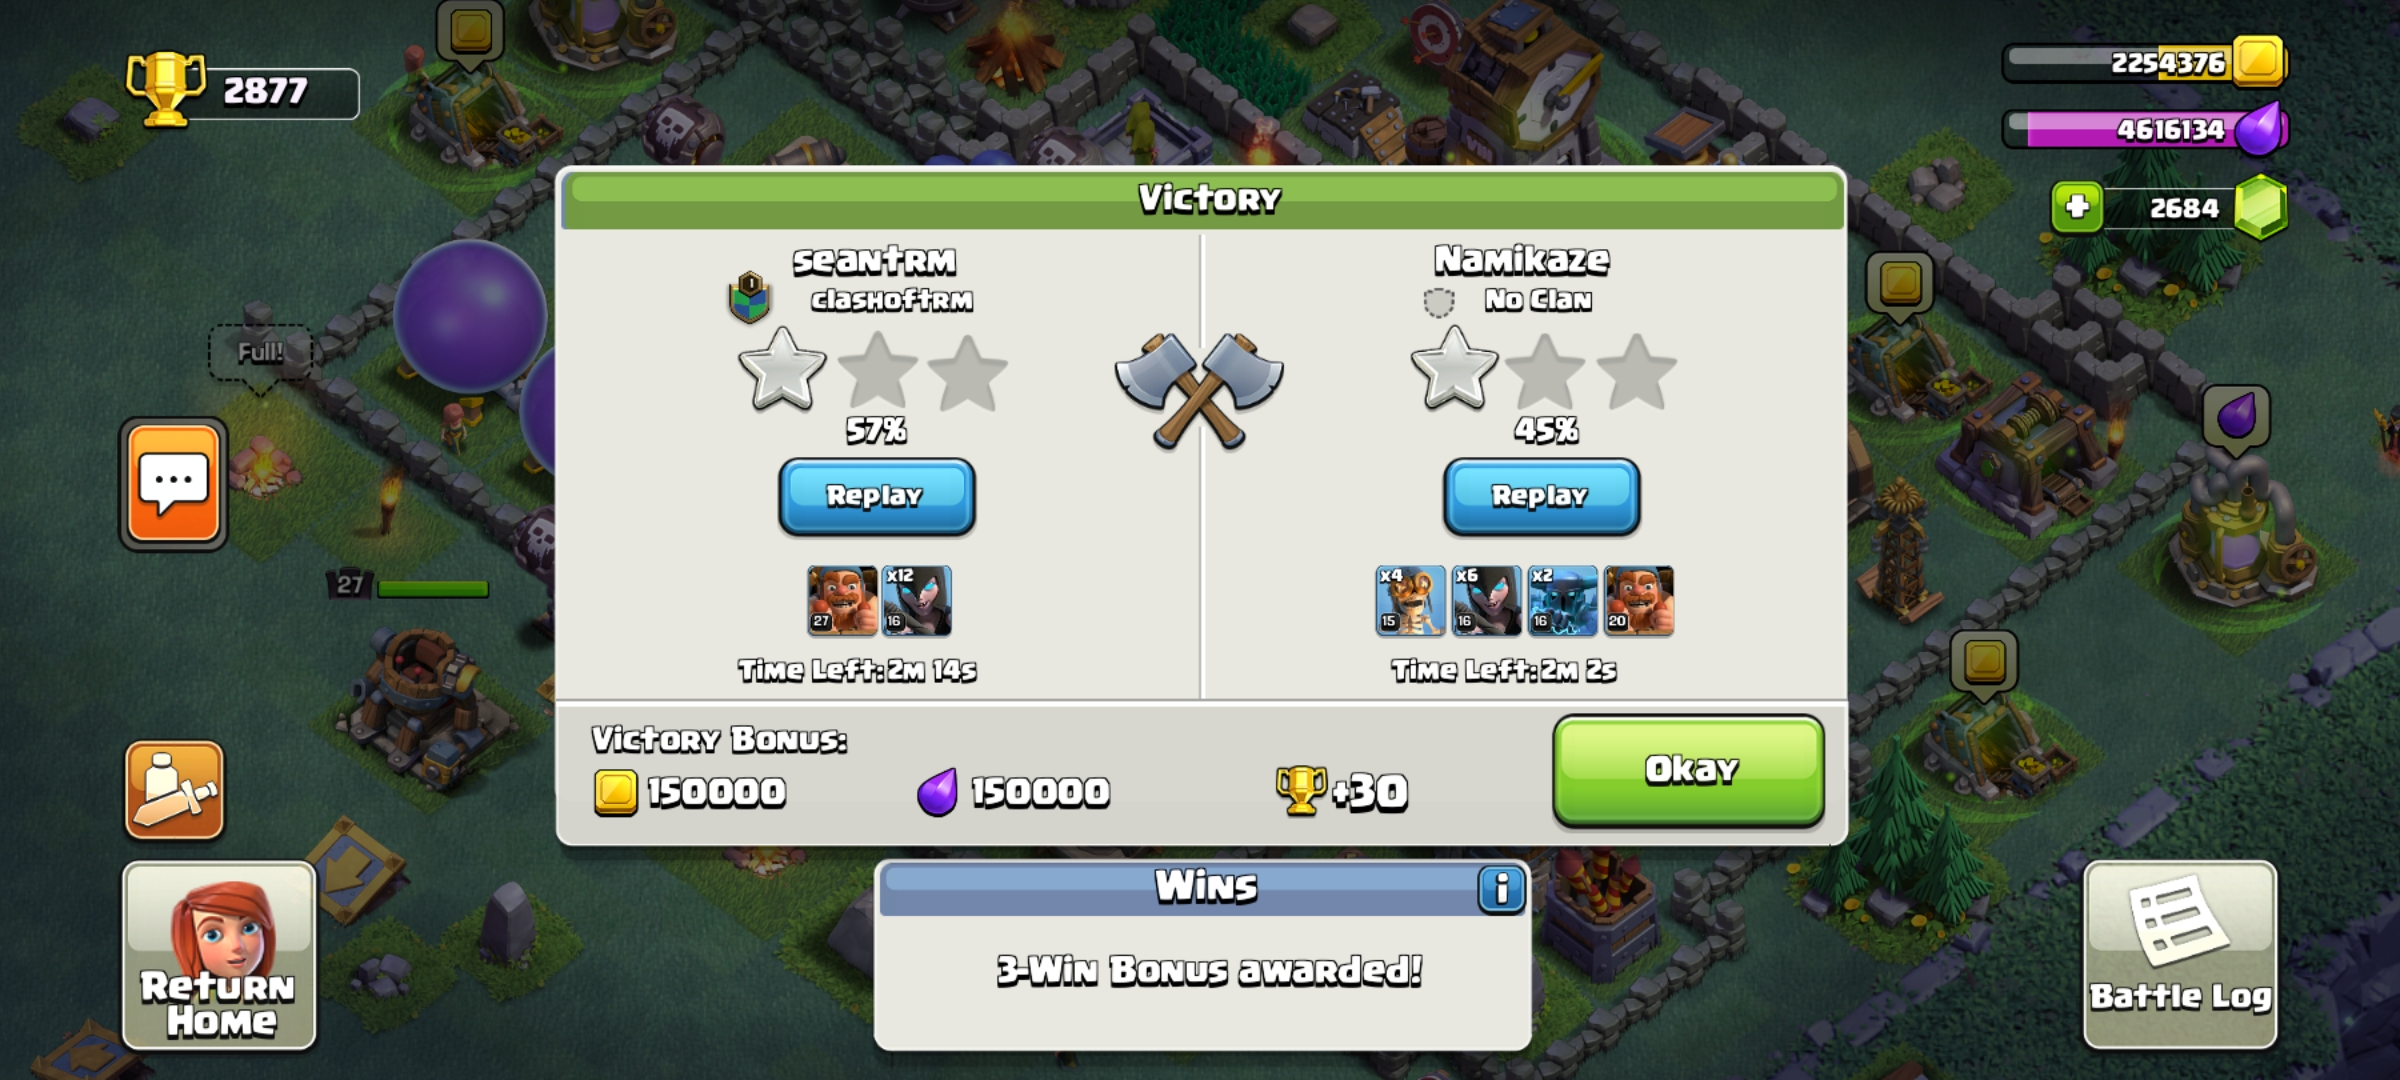 2877
2254376
4616134
2684
Full!
27
Victory
seantrm
clashoftrm
1
57%
Replay
27
x12
16
Time Left:2m 14s
Namikaze
No Clan
45%
Replay
x4
15
x6
16
x2
16
20
Time Left:2m 2s
Victory Bonus:
150000
150000
+30
Okay
Wins
i
3-Win Bonus awarded!
Return
Home
Battle Log
VIII